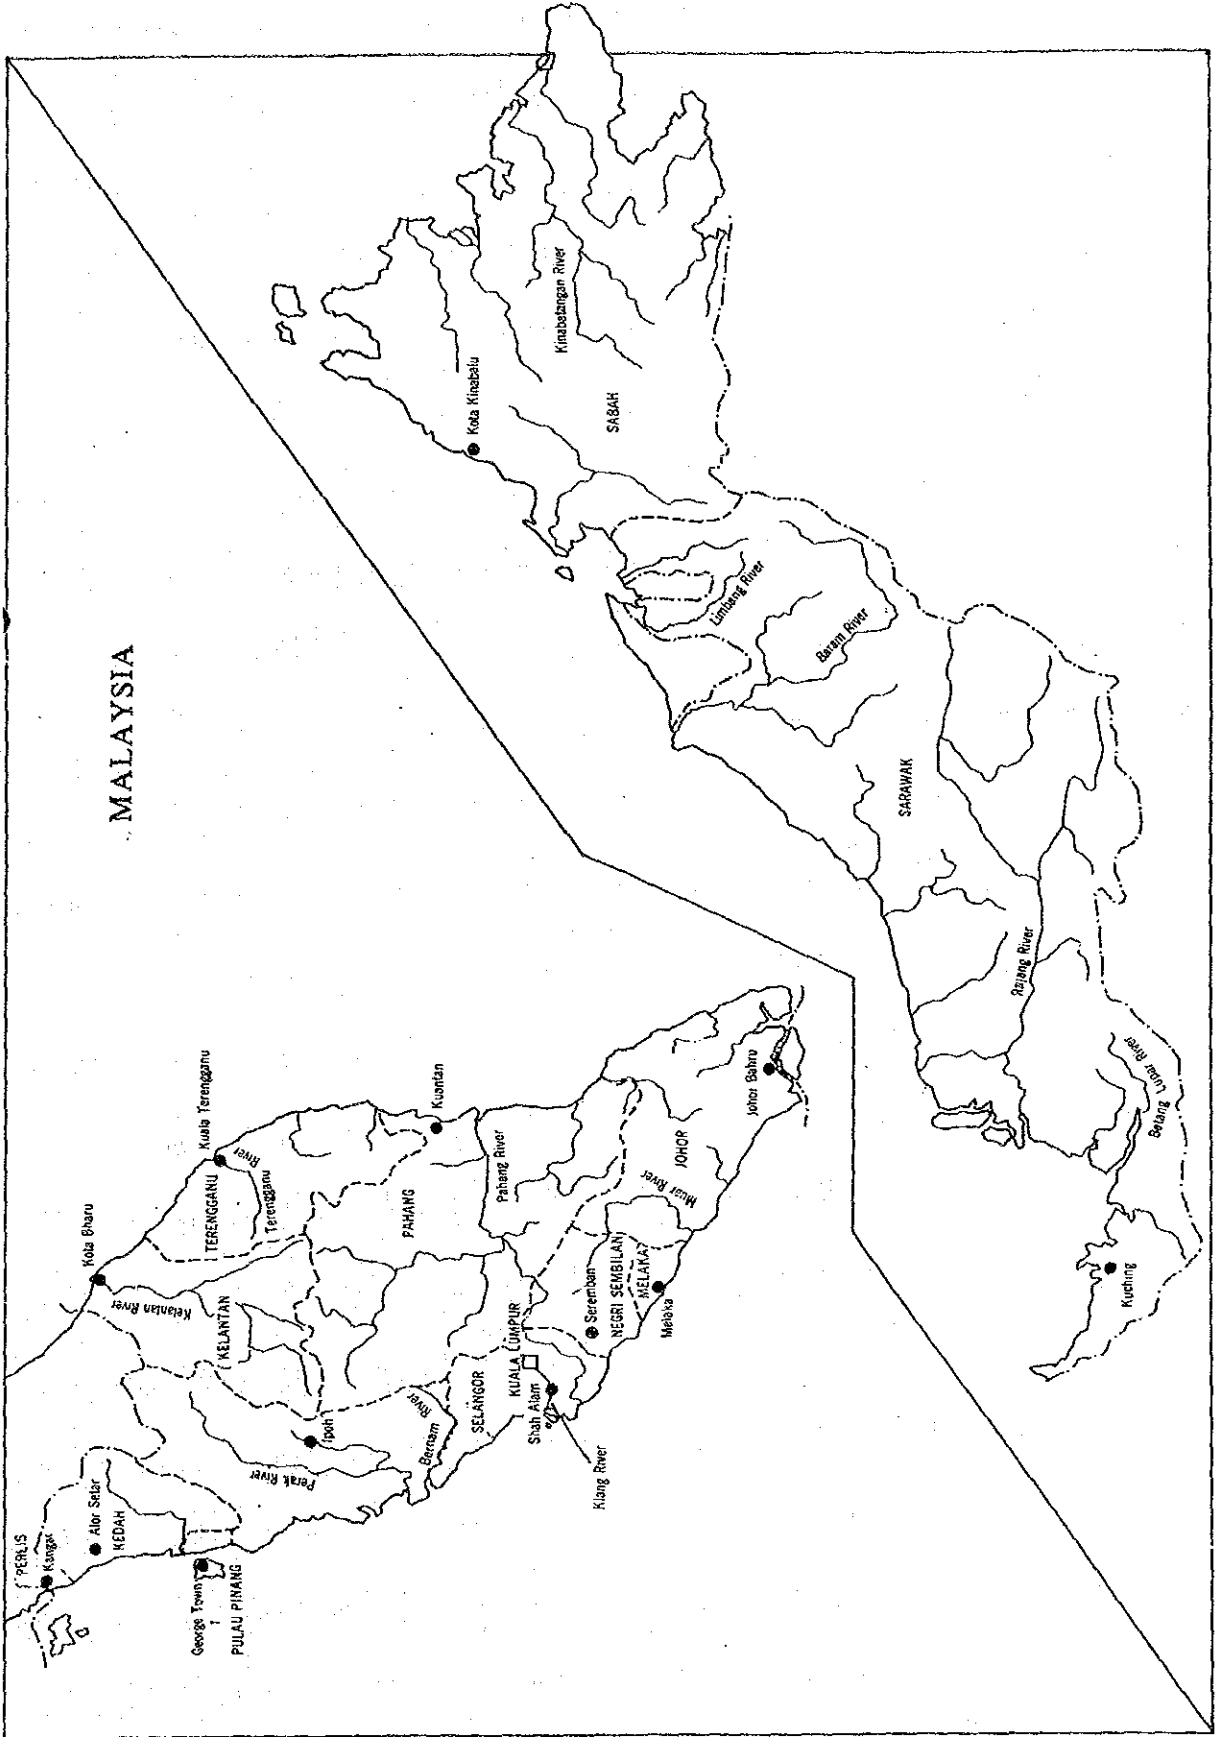 MALAYSIA
PERLIS
Kangar
Alor Setar
KEDAH
George Town
PULAU PINANG
Kota Bharu
Kelantan River
KELANTAN
Kuala Terengganu
TERENGGANU
Terengganu River
Perak River
Ipoh
Bernam River
PAHANG
Kuantan
Pahang River
SELANGOR
KUALA LUMPUR
Shah Alam
Klang River
Seremban
NEGRI SEMBILAN
MELAKA
Melaka
Muar River
JOHOR
Johor Bahru
Kota Kinabalu
Kinabatangan River
SABAH
Limbang River
Baram River
SARAWAK
Rajang River
Batang Lupar River
Kuching